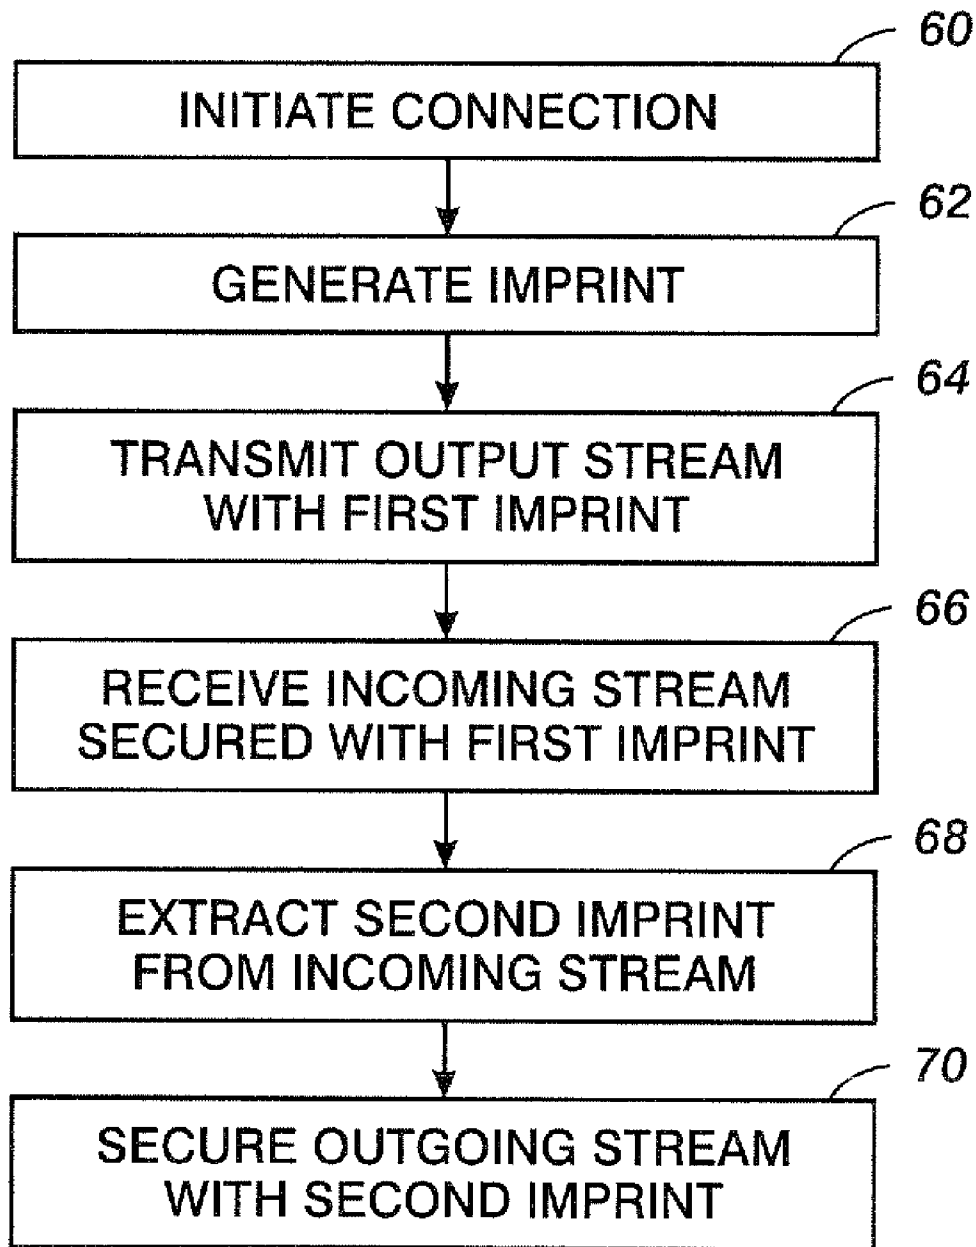 60
INITIATE CONNECTION
62
GENERATE IMPRINT
64
TRANSMIT OUTPUT STREAM
WITH FIRST IMPRINT
66
RECEIVE INCOMING STREAM
SECURED WITH FIRST IMPRINT
68
EXTRACT SECOND IMPRINT
FROM INCOMING STREAM
70
SECURE OUTGOING STREAM
WITH SECOND IMPRINT